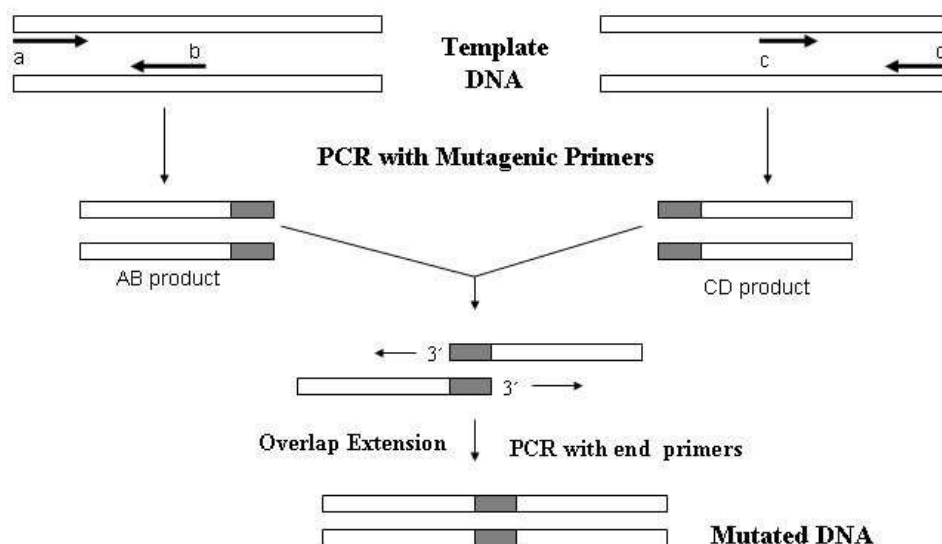 a
b
Template
DNA
c
d
PCR with Mutagenic Primers
AB product
CD product
3´
3´
Overlap Extension
PCR with end primers
Mutated DNA